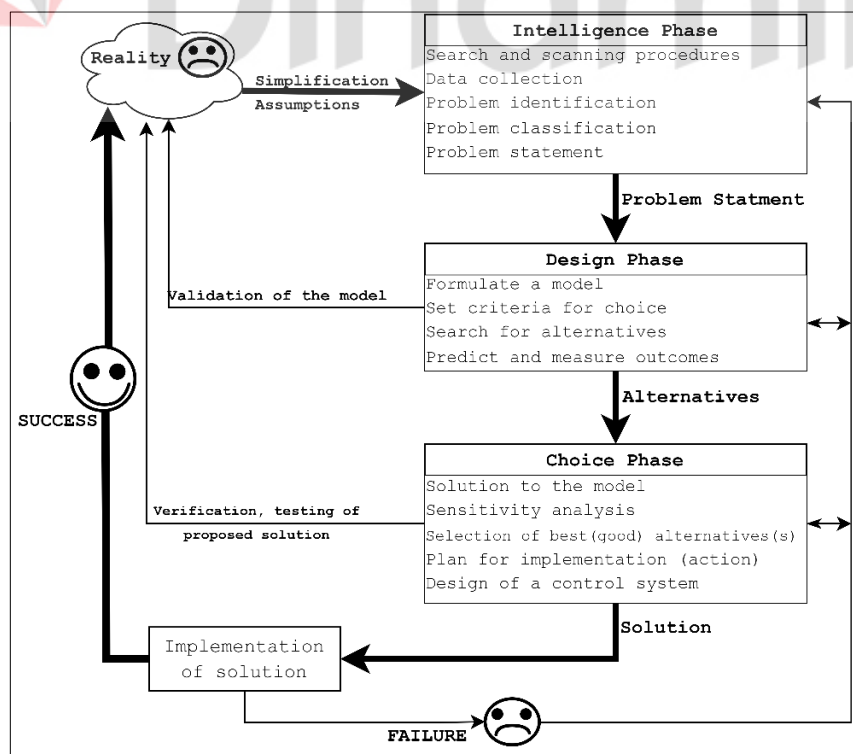 Intelligence Phase
Reality
Search and scanning procedures
Simplification
Assumptions
Data collection
Problem identification
Problem classification
Problem statement
Problem Statment
Design Phase
Formulate a model
Validation of the model
Set criteria for choice
Search for alternatives
Predict and measure outcomes
Alternatives
SUCCESS
Choice Phase
Solution to the model
Verification, testing of
proposed solution
Sensitivity analysis
Selection of best(good) alternatives(s)
Plan for implementation (action)
Design of a control system
Solution
Implementation
of solution
FAILURE